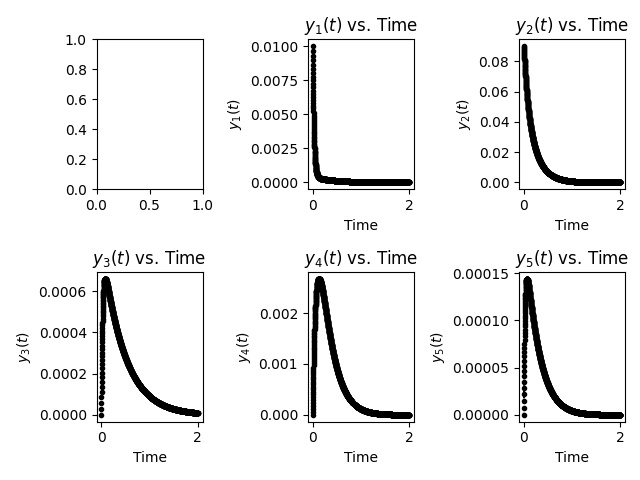 y₁(t) vs. Time
y₂(t) vs. Time
1.0
0.8
0.6
0.4
0.2
0.0
0.0 0.5 1.0
y₁(t)
0.0100
0.0075
0.0050
0.0025
0.0000
0 2
Time
y₂(t)
0.08
0.06
0.04
0.02
0.00
0 2
Time
y₃(t) vs. Time
y₃(t)
0.0006
0.0004
0.0002
0.0000
0 2
Time
y₄(t) vs. Time
y₄(t)
0.002
0.001
0.000
0 2
Time
y₅(t) vs. Time
y₅(t)
0.00015
0.00010
0.00005
0.00000
0 2
Time